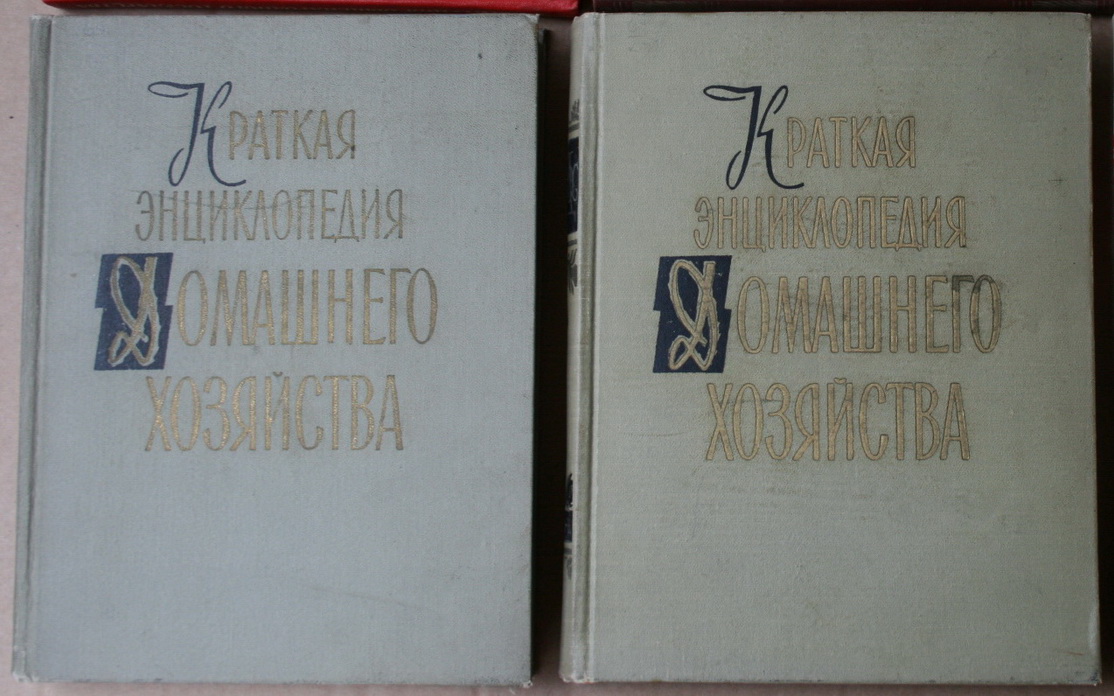 Краткая
энциклопедия
Домашнего
хозяйства
Краткая
энциклопедия
Домашнего
хозяйства